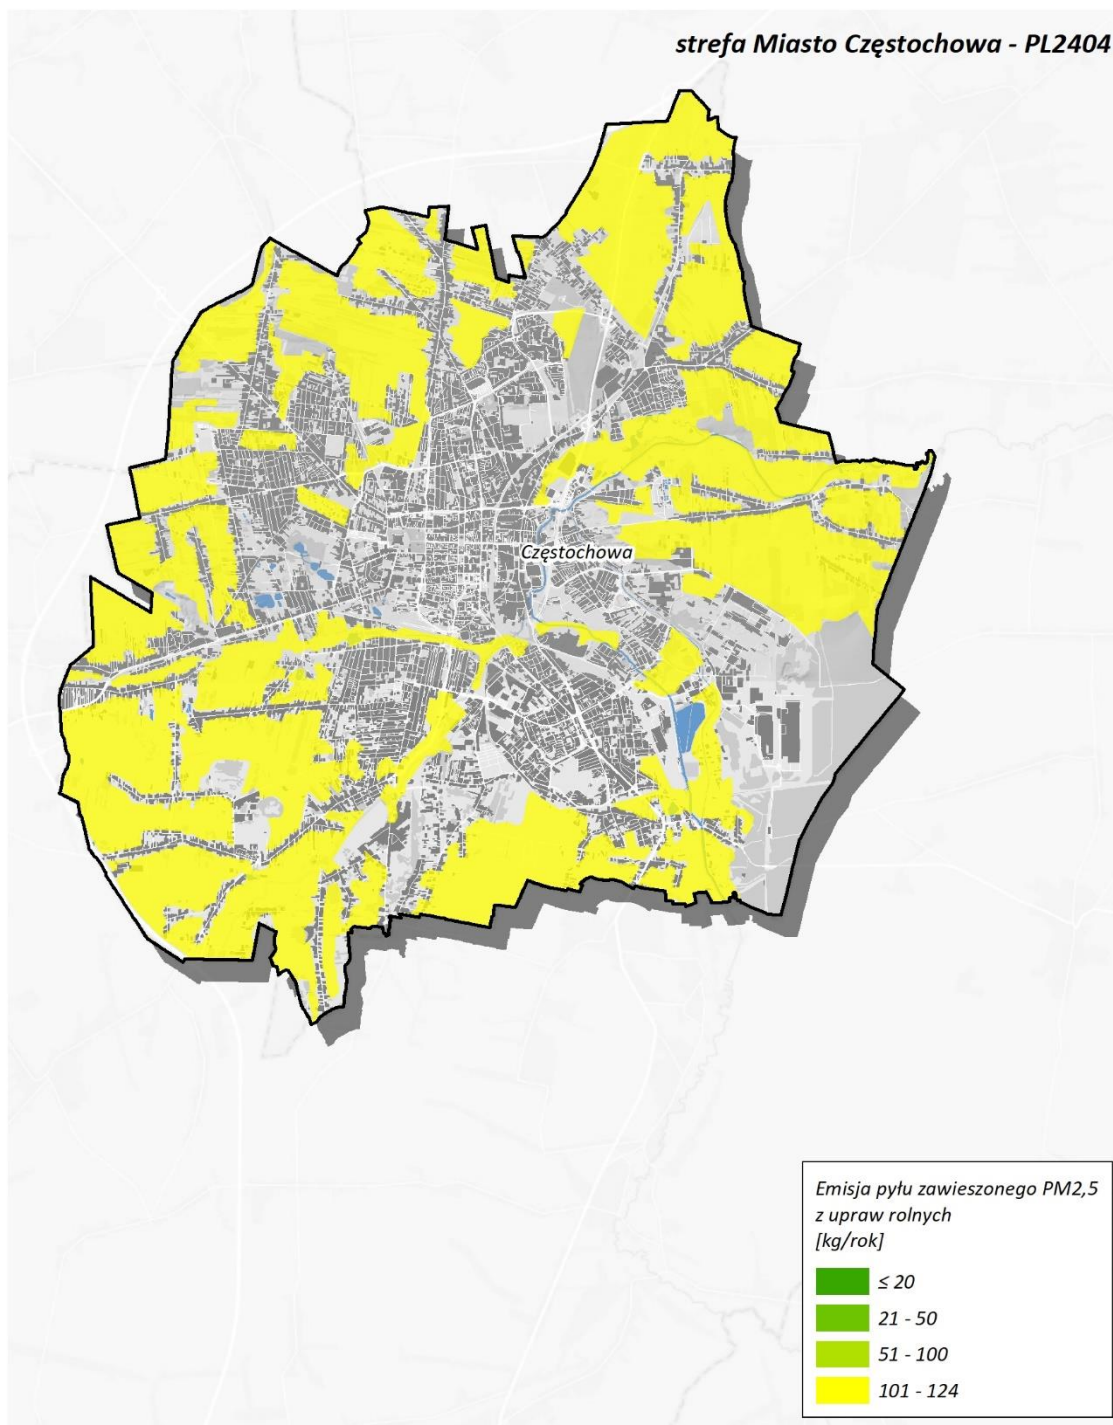 strefa Miasto Częstochowa - PL2404
Częstochowa
Emisja pyłu zawieszonego PM2,5
z upraw rolnych
[kg/rok]
≤ 20
21 - 50
51 - 100
101 - 124